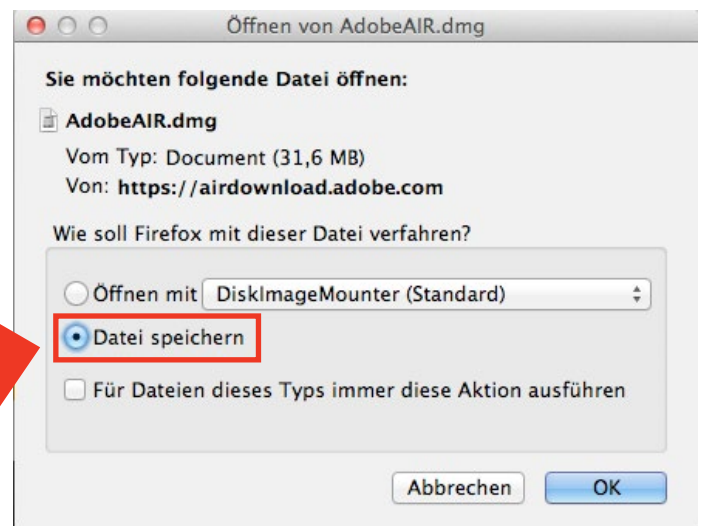 Öffnen von AdobeAIR.dmg
Sie möchten folgende Datei öffnen:
AdobeAIR.dmg
Vom Typ: Document (31,6 MB)
Von: https://airdownload.adobe.com
Wie soll Firefox mit dieser Datei verfahren?
Öffnen mit DiskImageMounter (Standard)
Datei speichern
Für Dateien dieses Typs immer diese Aktion ausführen
Abbrechen OK